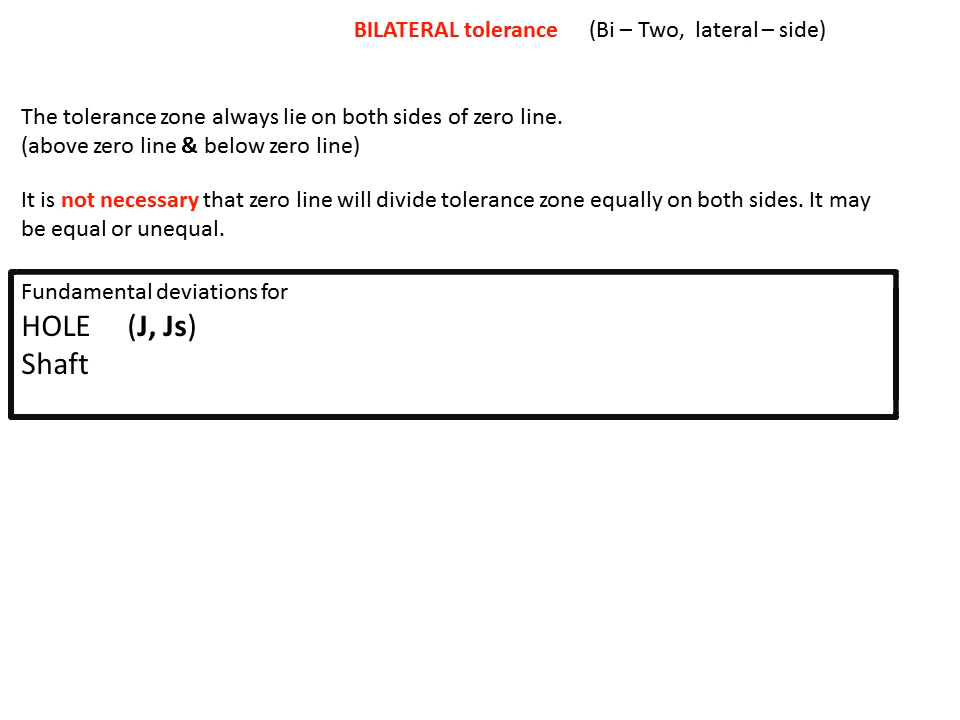 BILATERAL tolerance (Bi – Two, lateral – side)
The tolerance zone always lie on both sides of zero line.
(above zero line & below zero line)
It is not necessary that zero line will divide tolerance zone equally on both sides. It may
be equal or unequal.
Fundamental deviations for
HOLE (J, Js)
Shaft